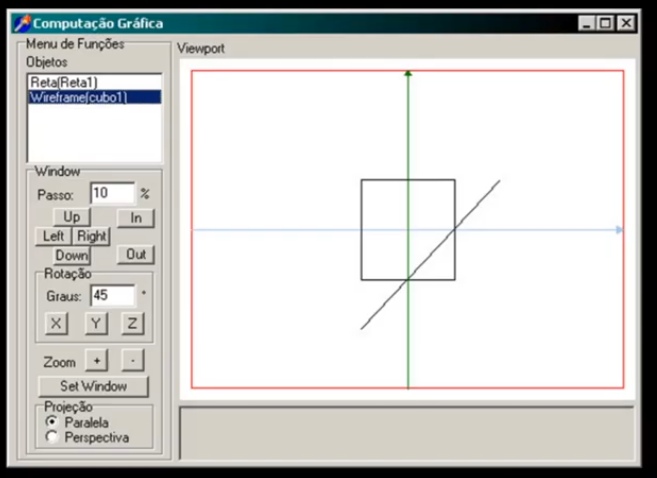 Computação Gráfica
Menu de Funções
Objetos
Reta(Reta1)
Wireframe(cubo1)
Window
Passo: 10 %
Up
In
Left Right
Down
Out
Rotação
Graus: 45 °
X Y Z
Zoom + -
Set Window
Projeção
Paralela
Perspectiva
Viewport